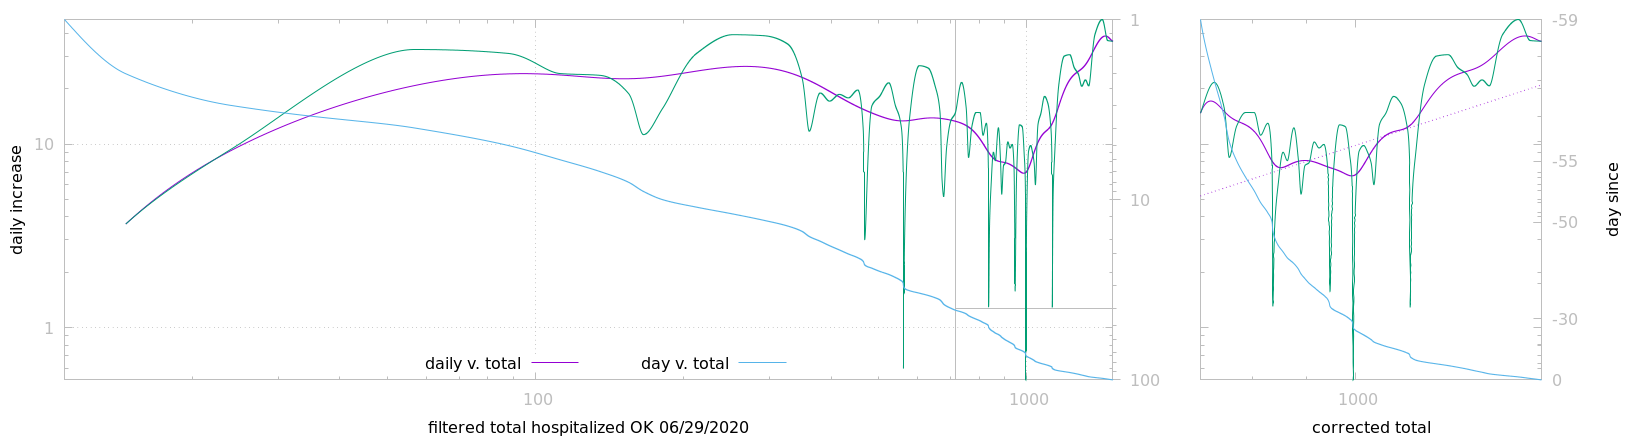 daily increase
10
1
daily v. total
day v. total
100
1000
1
10
100
filtered total hospitalized OK 06/29/2020
1000
corrected total
-59
-55
-50
-30
0
day since